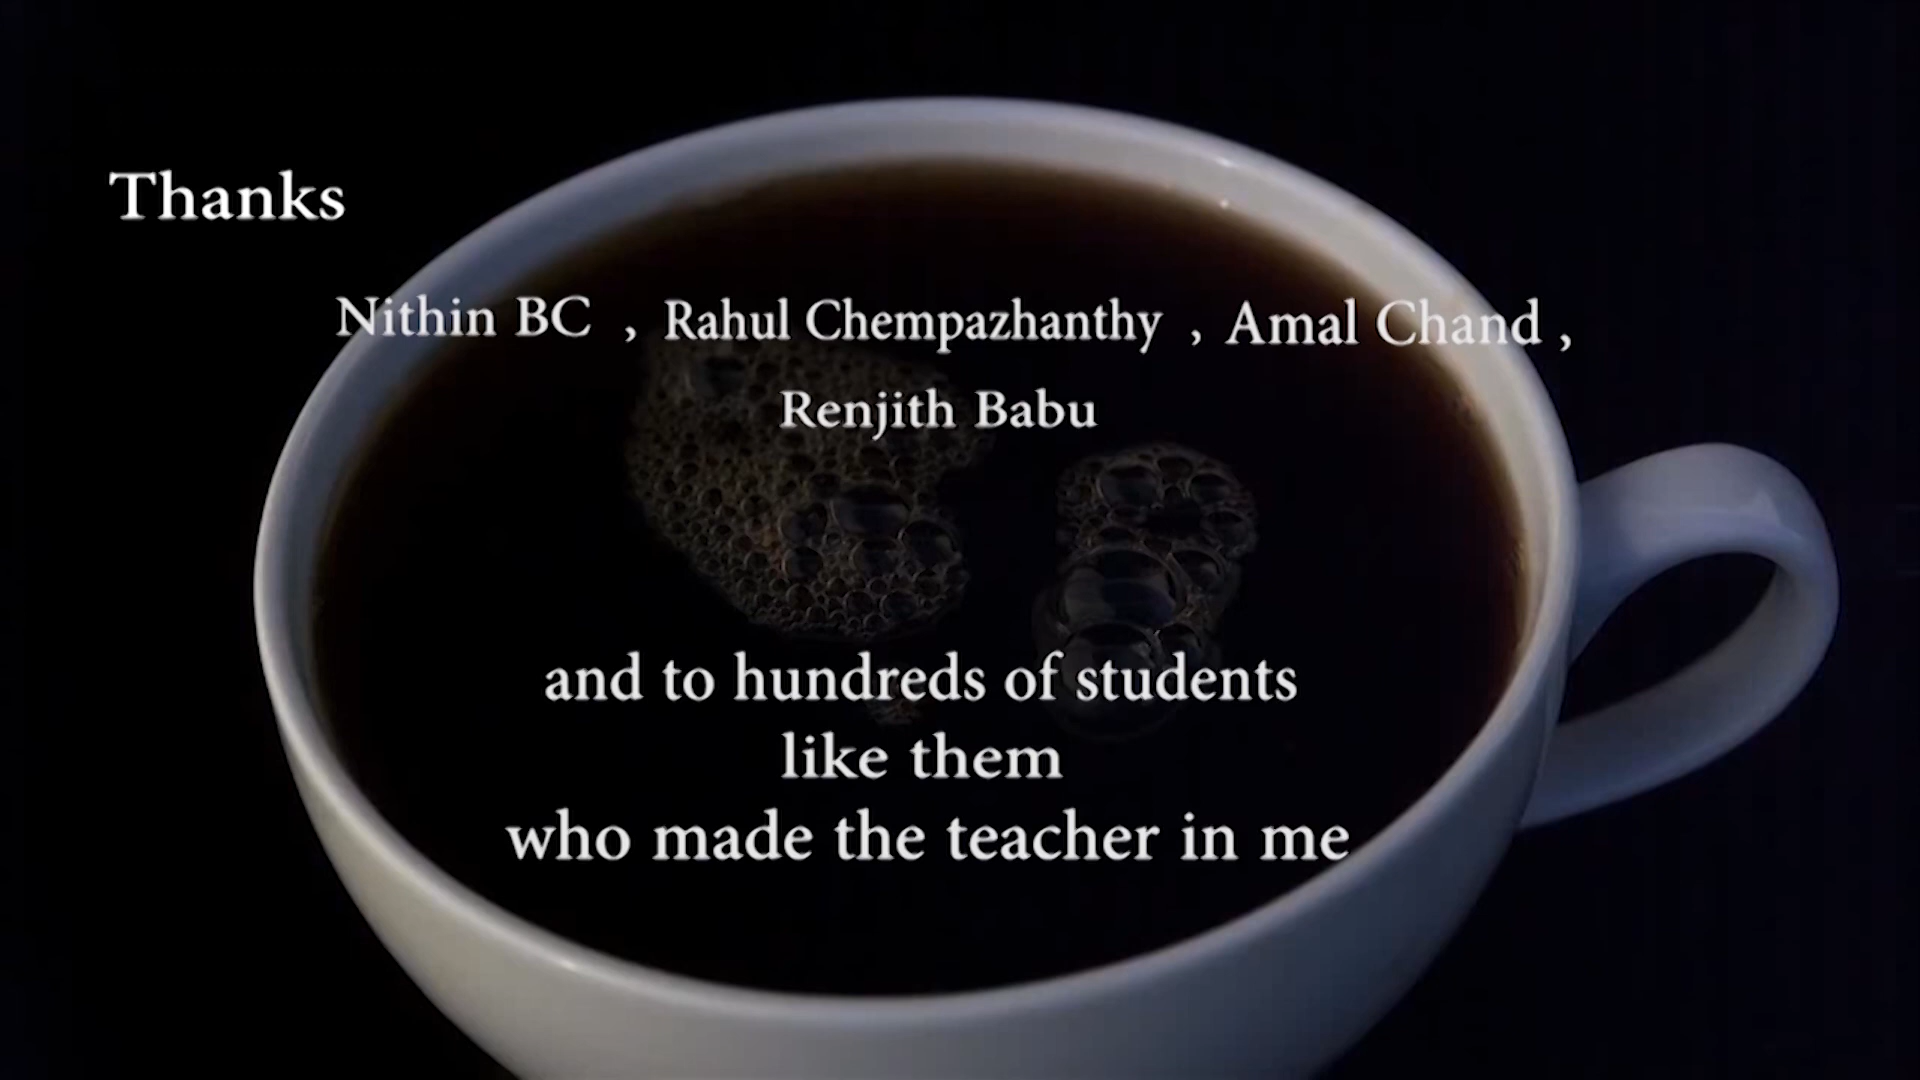 Thanks
Nithin BC , Rahul Chempazhanthy , Amal Chand ,
Renjith Babu
and to hundreds of students
like them
who made the teacher in me